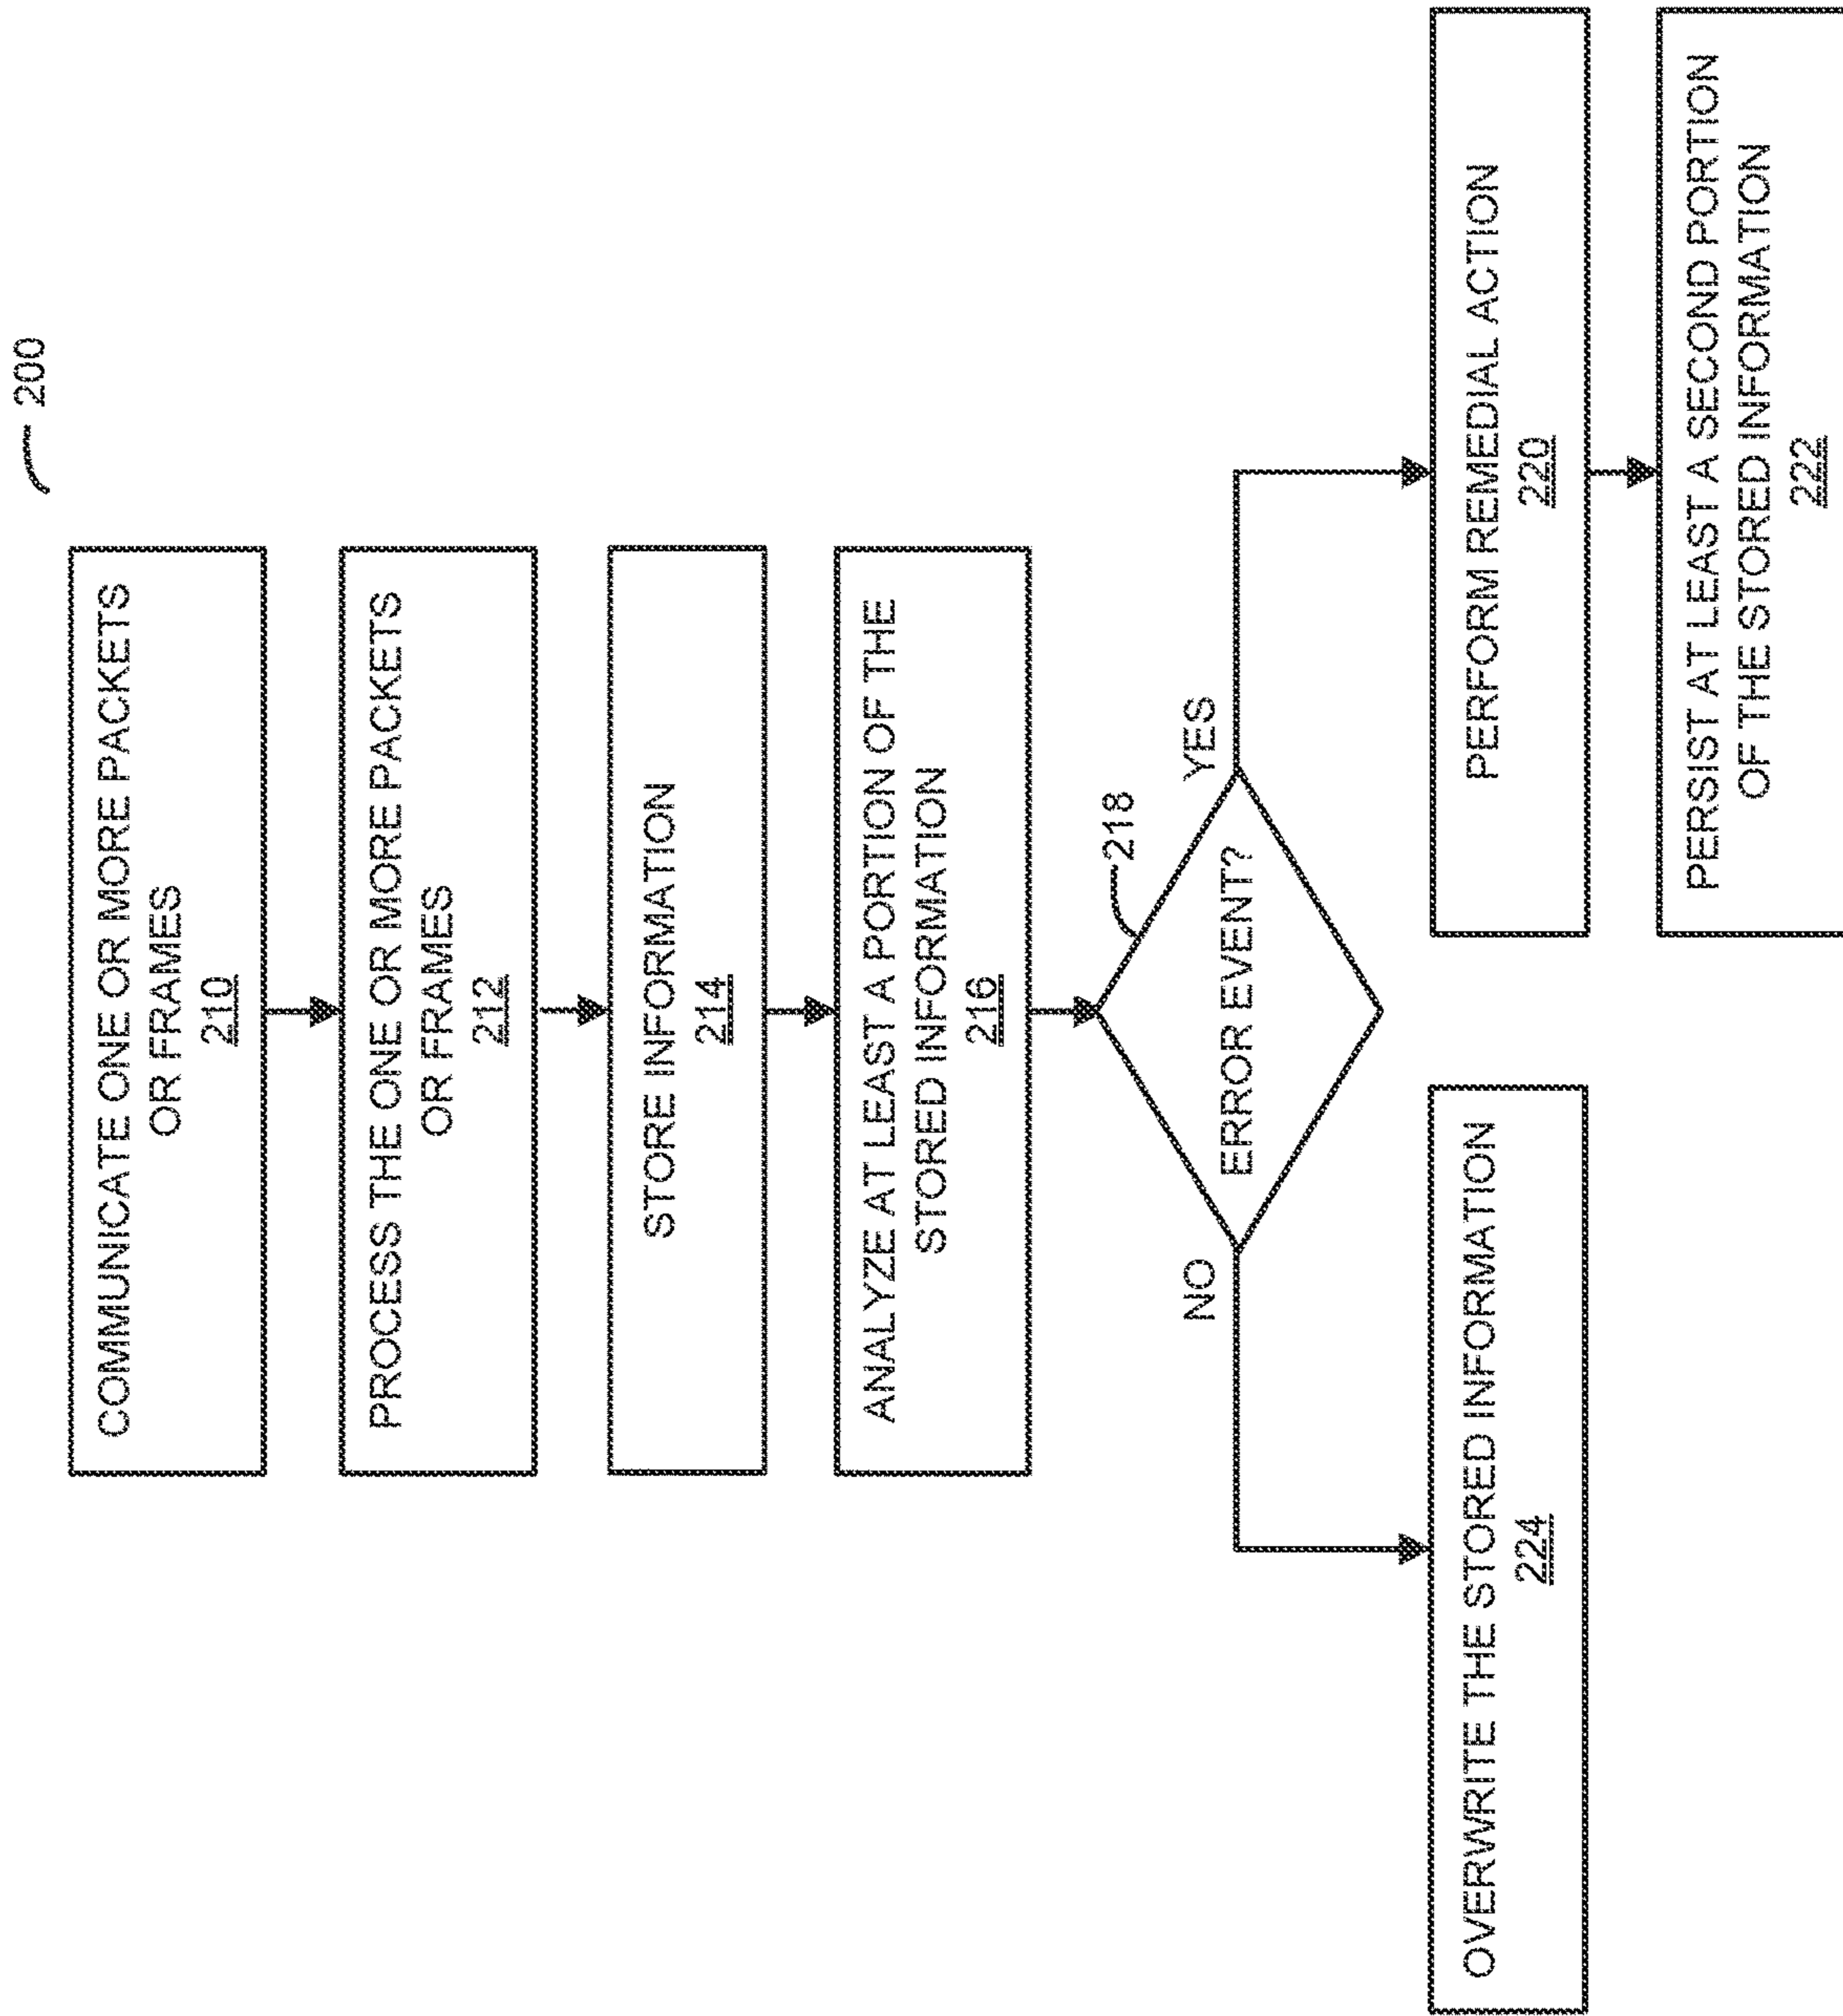 200
COMMUNICATE ONE OR MORE PACKETS
OR FRAMES
210
PROCESS THE ONE OR MORE PACKETS
OR FRAMES
212
STORE INFORMATION
214
ANALYZE AT LEAST A PORTION OF THE
STORED INFORMATION
216
218
ERROR EVENT?
NO
YES
OVERWRITE THE STORED INFORMATION
224
PERFORM REMEDIAL ACTION
220
PERSIST AT LEAST A SECOND PORTION
OF THE STORED INFORMATION
222